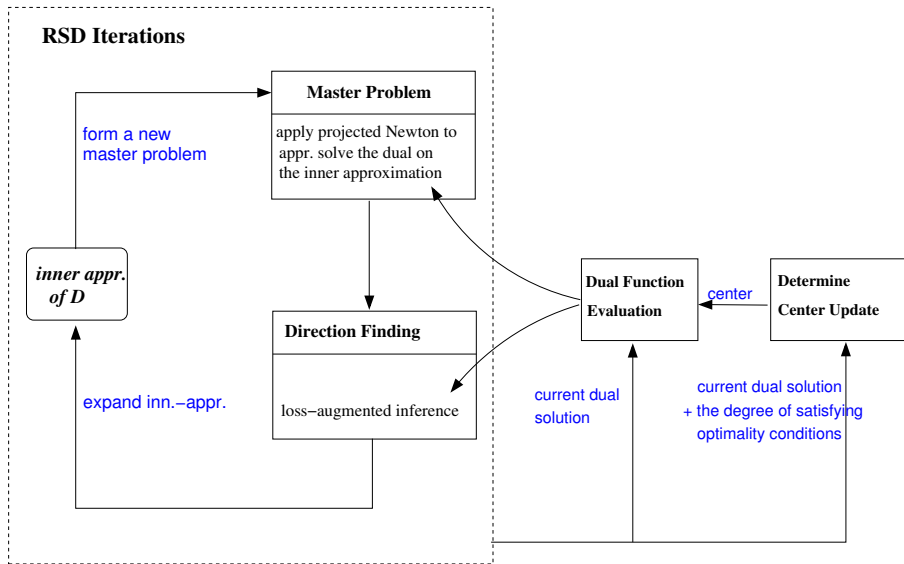 RSD Iterations
Master Problem
apply projected Newton to
appr. solve the dual on
the inner approximation
form a new
master problem
inner appr.
of D
expand inn.−appr.
Direction Finding
loss−augmented inference
Dual Function
Evaluation
center
Determine
Center Update
current dual
solution
current dual solution
+ the degree of satisfying
optimality conditions